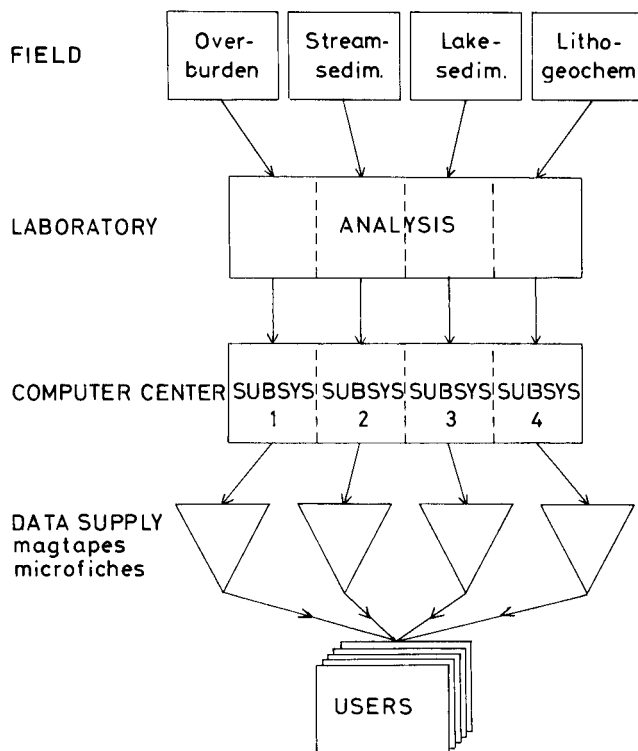 FIELD
Over-
burden
Stream-
sedim.
Lake-
sedim.
Litho-
geochem
LABORATORY
ANALYSIS
COMPUTER CENTER
SUBSYS
1
SUBSYS
2
SUBSYS
3
SUBSYS
4
DATA SUPPLY
magtapes
microfiches
USERS